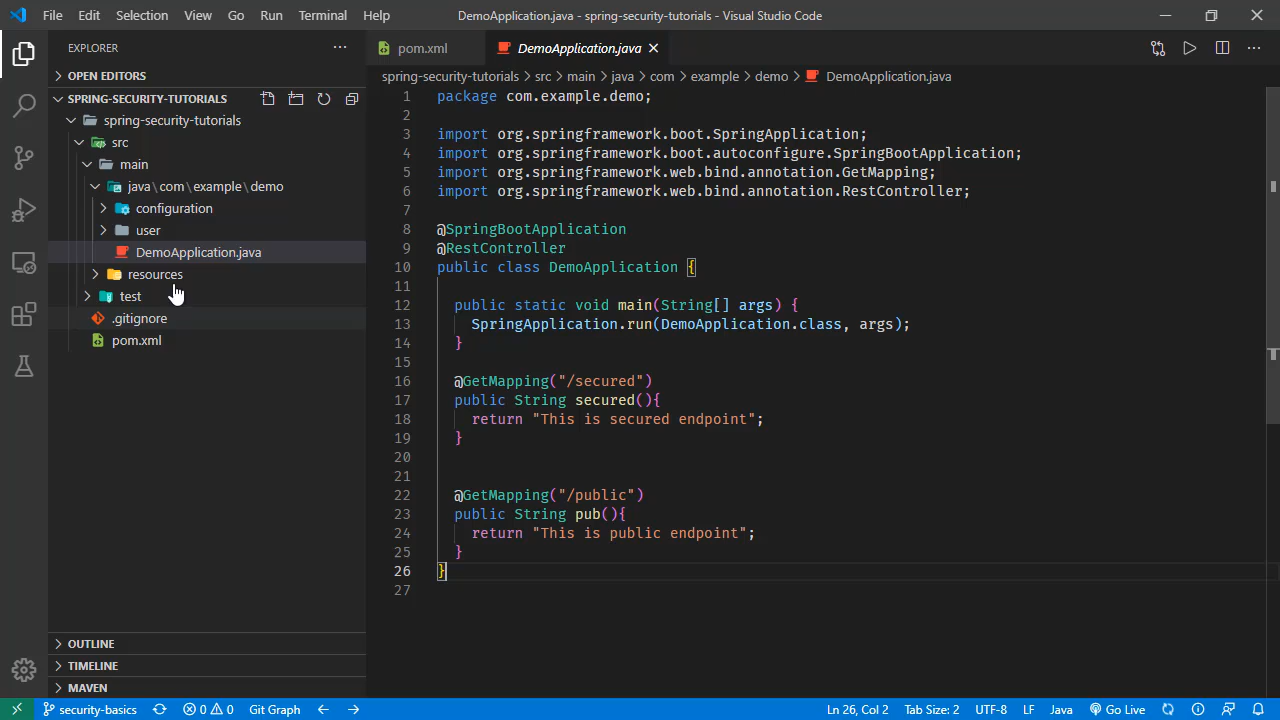 File Edit Selection View Go Run Terminal Help
DemoApplication.java - spring-security-tutorials - Visual Studio Code
EXPLORER
OPEN EDITORS
SPRING-SECURITY-TUTORIALS
spring-security-tutorials
src
main
java\com\example\demo
configuration
user
DemoApplication.java
resources
test
.gitignore
pom.xml
OUTLINE
TIMELINE
MAVEN
pom.xml
DemoApplication.java
spring-security-tutorials > src > main > java > com > example > demo > DemoApplication.java
1 package com.example.demo;
2
3 import org.springframework.boot.SpringApplication;
4 import org.springframework.boot.autoconfigure.SpringBootApplication;
5 import org.springframework.web.bind.annotation.GetMapping;
6 import org.springframework.web.bind.annotation.RestController;
7
8 @SpringBootApplication
9 @RestController
10 public class DemoApplication {
11
12 public static void main(String[] args) {
13 SpringApplication.run(DemoApplication.class, args);
14 }
15
16 @GetMapping("/secured")
17 public String secured(){
18 return "This is secured endpoint";
19 }
20
21
22 @GetMapping("/public")
23 public String pub(){
24 return "This is public endpoint";
25 }
26 }
27
security-basics 0 0 Git Graph Ln 26, Col 2 Tab Size: 2 UTF-8 LF Java Go Live